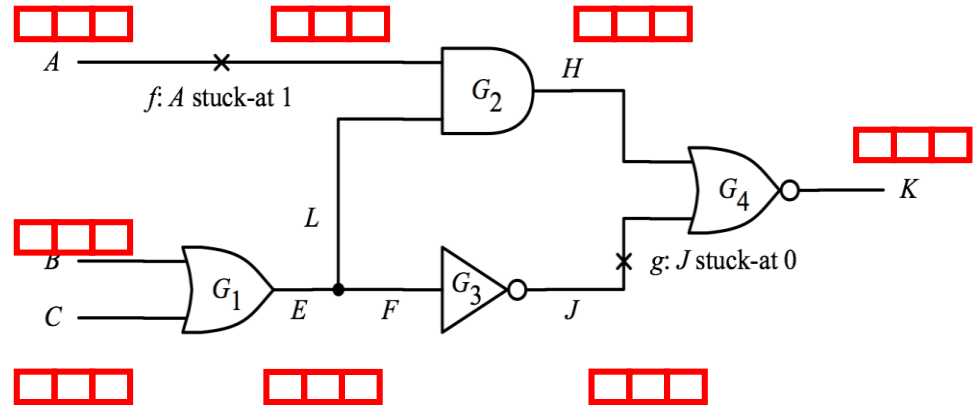 A
H
f: A stuck-at 1
G2
G4
K
L
B
G1
g: J stuck-at 0
G3
C
E
F
J